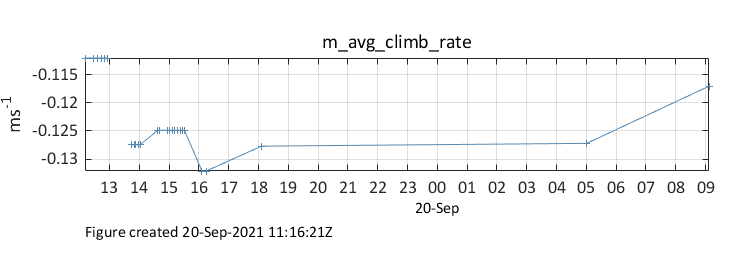 m_avg_climb_rate
ms-1
-0.115
-0.12
-0.125
-0.13
13 14 15 16 17 18 19 20 21 22 23 00 01 02 03 04 05 06 07 08 09
20-Sep
Figure created 20-Sep-2021 11:16:21Z